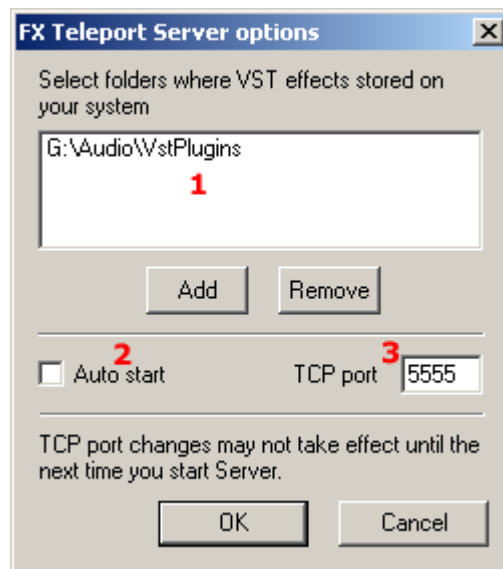 FX Teleport Server options
Select folders where VST effects stored on
your system
G:\Audio\VstPlugins
1
Add Remove
2 3
Auto start TCP port 5555
TCP port changes may not take effect until the
next time you start Server.
OK Cancel